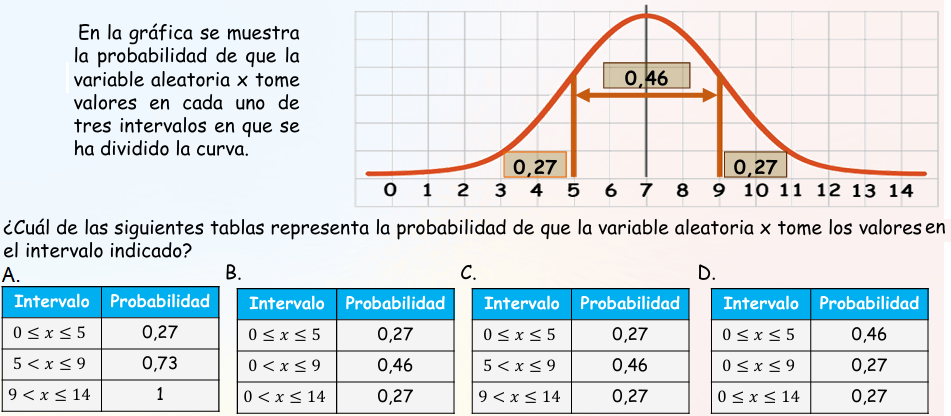 En la gráfica se muestra
la probabilidad de que la
variable aleatoria x tome
valores en cada uno de
tres intervalos en que se
ha dividido la curva.
0,46
0,27
0,27
0 1 2 3 4 5 6 7 8 9 10 11 12 13 14
¿Cuál de las siguientes tablas representa la probabilidad de que la variable aleatoria x tome los valores en
el intervalo indicado?
A.
Intervalo Probabilidad
0 ≤ x ≤ 5 0,27
5 < x ≤ 9 0,73
9 < x ≤ 14 1
B.
Intervalo Probabilidad
0 ≤ x ≤ 5 0,27
0 < x ≤ 9 0,46
0 < x ≤ 14 0,27
C.
Intervalo Probabilidad
0 ≤ x ≤ 5 0,27
5 < x ≤ 9 0,46
9 < x ≤ 14 0,27
D.
Intervalo Probabilidad
0 ≤ x ≤ 5 0,46
0 ≤ x ≤ 9 0,27
0 ≤ x ≤ 14 0,27